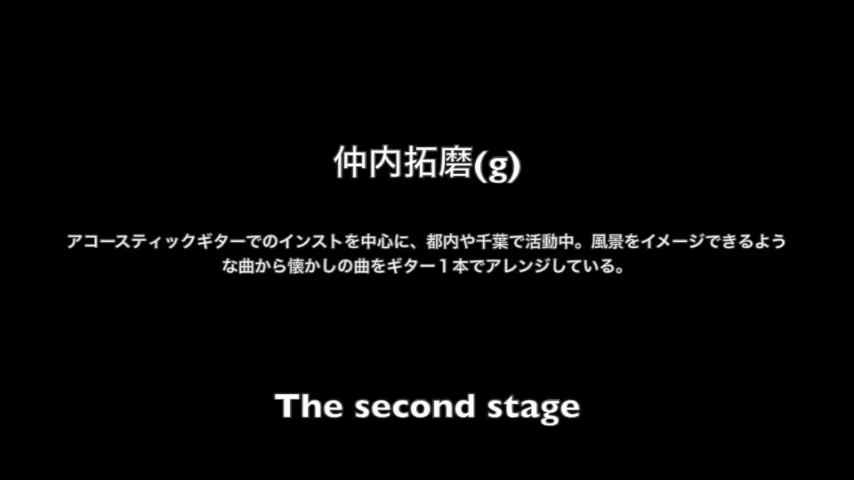 仲内拓磨(g)
アコースティックギターでのインストを中心に、都内や千葉で活動中。風景をイメージできるよう
な曲から懐かしの曲をギター１本でアレンジしている。
The second stage